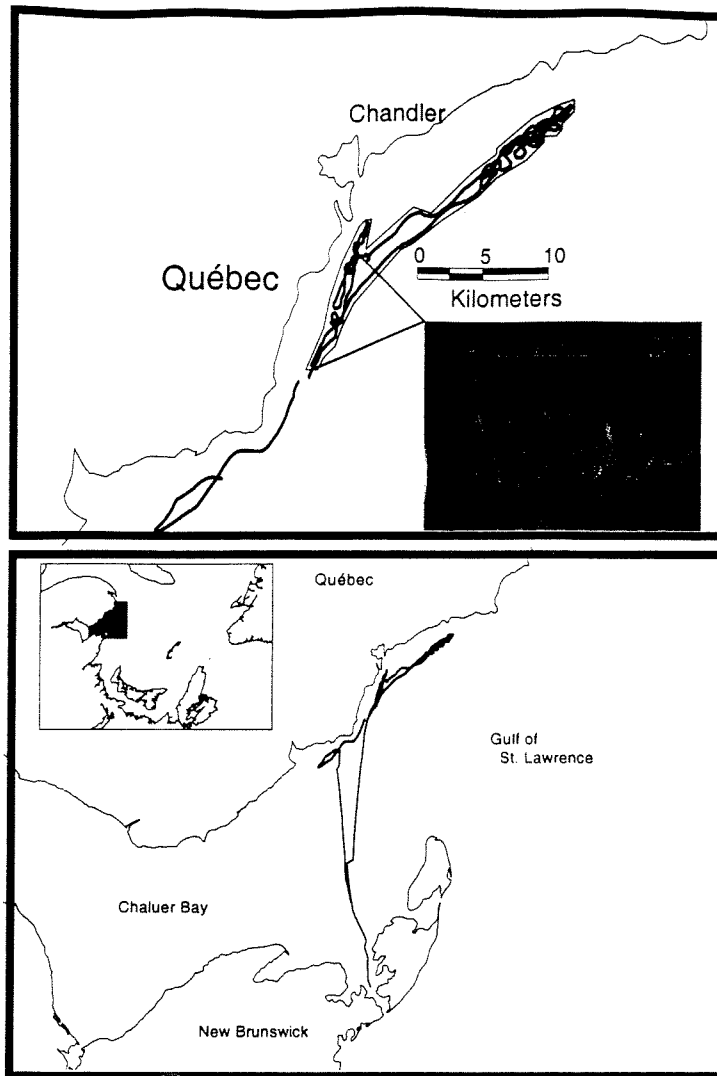 Chandler
Québec
0 5 10
Kilometers
Québec
Gulf of
St. Lawrence
Chaluer Bay
New Brunswick